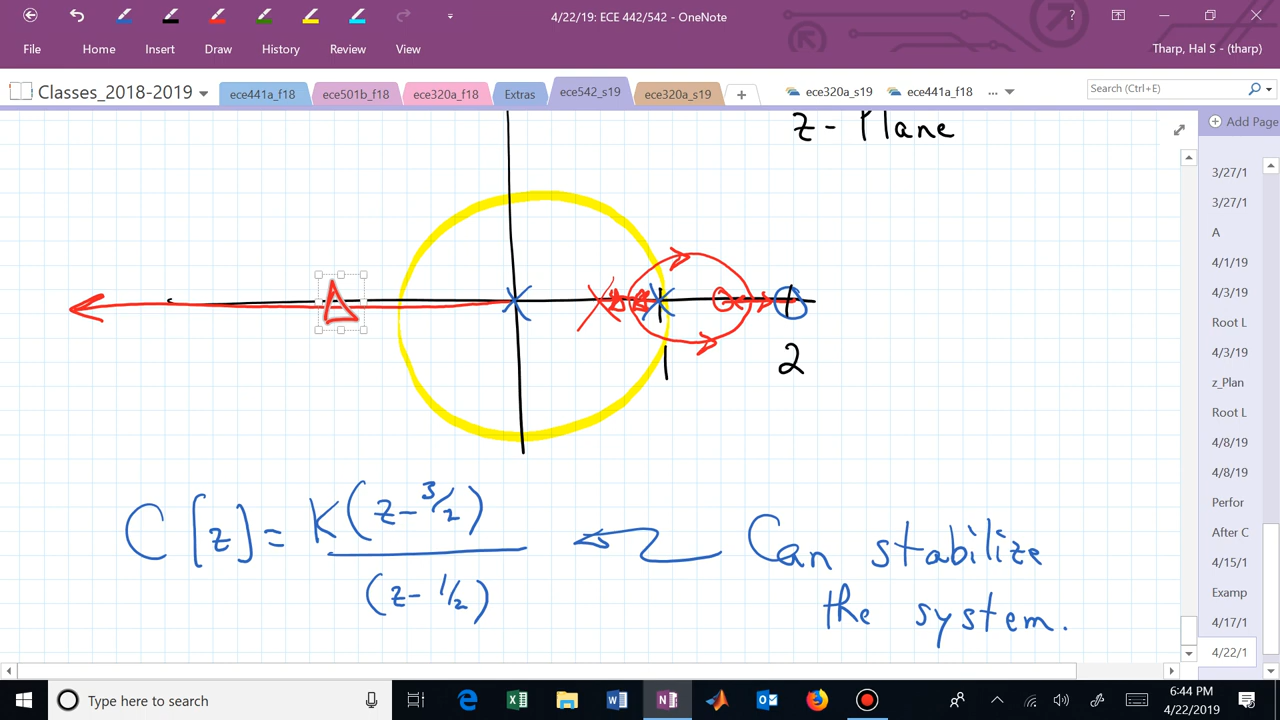 4/22/19: ECE 442/542 - OneNote
File Home Insert Draw History Review View
Tharp, Hal S - (tharp)
Classes_2018-2019
ece441a_f18 ece501b_f18 ece320a_f18 Extras ece542_s19 ece320a_s19
ece320a_s19 ece441a_f18 ...
Search (Ctrl+E)
z - Plane
Add Page
3/27/1
3/27/1
A
4/1/19
4/3/19
Root L
4/3/19
z_Plan
Root L
4/8/19
4/8/19
Perfor
After C
4/15/1
Examp
4/17/1
4/22/1
1
2
C[z] = K(z-3/2)
(z-1/2)
Can stabilize
the system.
Type here to search
6:44 PM
4/22/2019